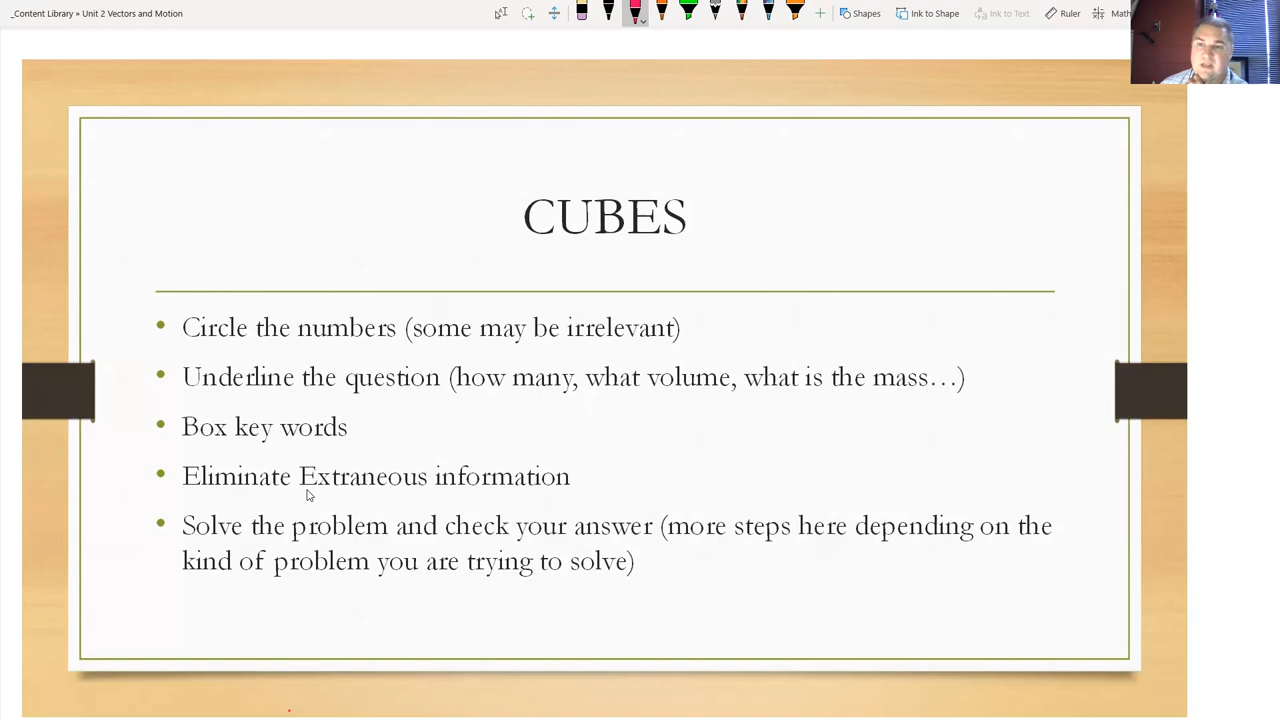 _Content Library » Unit 2 Vectors and Motion
Shapes
Ink to Shape
Ink to Text
Ruler
Math
CUBES
• Circle the numbers (some may be irrelevant)
• Underline the question (how many, what volume, what is the mass…)
• Box key words
• Eliminate Extraneous information
• Solve the problem and check your answer (more steps here depending on the
kind of problem you are trying to solve)